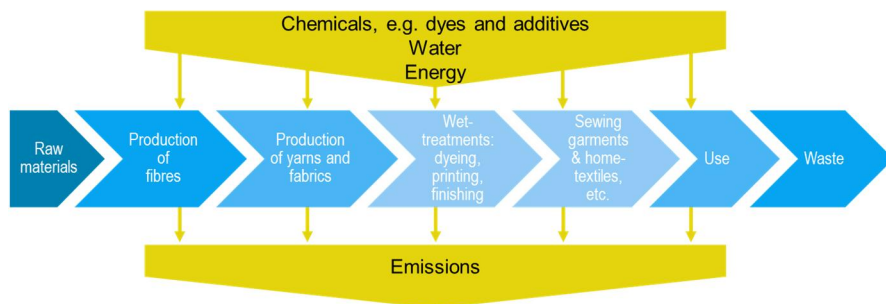 Chemicals, e.g. dyes and additives
Water
Energy
Raw
materials
Production
of
fibres
Production
of yarns and
fabrics
Wet-
treatments:
dyeing,
printing,
finishing
Sewing
garments
& home-
textiles,
etc.
Use
Waste
Emissions